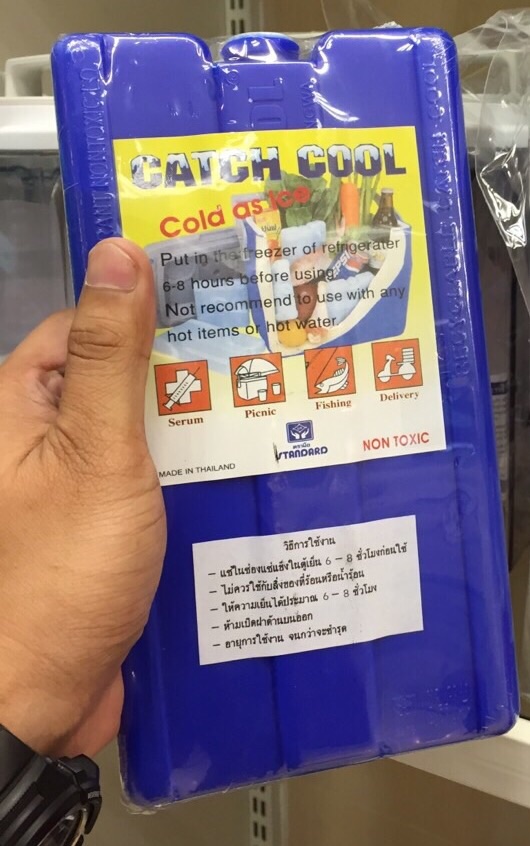 CATCH COOL
Cold as ice
Put in the freezer of refrigerater
6-8 hours before using.
Not recommend to use with any
hot items or hot water.
Serum
Picnic
Fishing
Delivery
ตรามือ
STANDARD
NON TOXIC
MADE IN THAILAND
วิธีการใช้งาน
- แช่ในช่องแช่แข็งในตู้เย็น 6 - 8 ชั่วโมงก่อนใช้
- ไม่ควรใช้กับสิ่งของที่ร้อนหรือน้ำร้อน
- ให้ความเย็นได้ประมาณ 6 - 8 ชั่วโมง
- ห้ามเปิดฝาด้านบนออก
- อายุการใช้งาน จนกว่าจะชำรุด